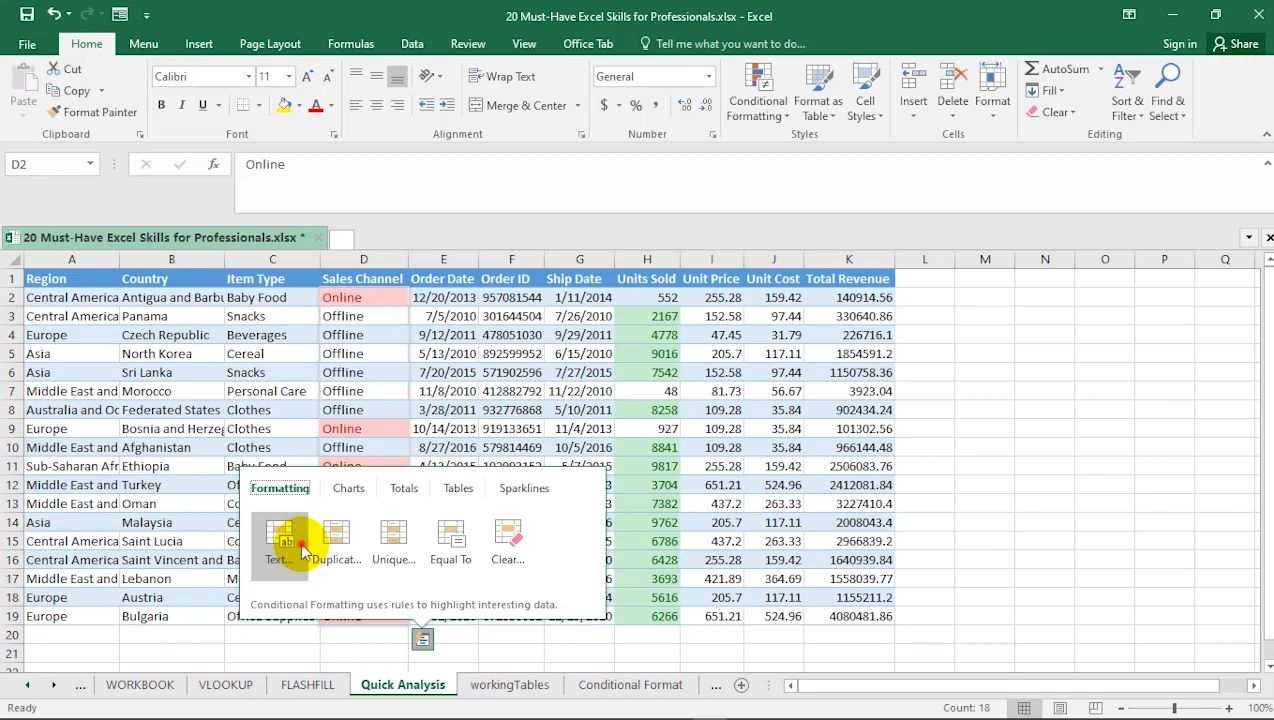 20 Must-Have Excel Skills for Professionals.xlsx - Excel
File Home Menu Insert Page Layout Formulas Data Review View Office Tab Tell me what you want to do... Sign in Share
Paste Cut Copy Format Painter
Calibri 11
B I U A
Wrap Text
Merge & Center
General
$ % ,
Conditional Formatting Format as Table Cell Styles
Insert Delete Format
AutoSum Fill Clear
Sort & Filter Find & Select
Clipboard Font Alignment Number Styles Cells Editing
D2 fx Online
20 Must-Have Excel Skills for Professionals.xlsx *
A B C D E F G H I J K L M N O P Q
1 Region Country Item Type Sales Channel Order Date Order ID Ship Date Units Sold Unit Price Unit Cost Total Revenue
2 Central America Antigua and Barbu Baby Food Online 12/20/2013 957081544 1/11/2014 552 255.28 159.42 140914.56
3 Central America Panama Snacks Offline 7/5/2010 301644504 7/26/2010 2167 152.58 97.44 330640.86
4 Europe Czech Republic Beverages Offline 9/12/2011 478051030 9/29/2011 4778 47.45 31.79 226716.1
5 Asia North Korea Cereal Offline 5/13/2010 892599952 6/15/2010 9016 205.7 117.11 1854591.2
6 Asia Sri Lanka Snacks Offline 7/20/2015 571902596 7/27/2015 7542 152.58 97.44 1150758.36
7 Middle East and Morocco Personal Care Offline 11/8/2010 412882792 11/22/2010 48 81.73 56.67 3923.04
8 Australia and Oc Federated States Clothes Offline 3/28/2011 932776868 5/10/2011 8258 109.28 35.84 902434.24
9 Europe Bosnia and Herzeg Clothes Online 10/14/2013 919133651 11/4/2013 927 109.28 35.84 101302.56
10 Middle East and Afghanistan Clothes Offline 8/27/2016 579814469 10/5/2016 8841 109.28 35.84 966144.48
11 Sub-Saharan Afr Ethiopia 9817 255.28 159.42 2506083.76
12 Middle East and Turkey 3 3704 651.21 524.96 2412081.84
13 Middle East and Oman 7382 437.2 263.33 3227410.4
14 Asia Malaysia 9762 205.7 117.11 2008043.4
15 Central America Saint Lucia 6786 437.2 263.33 2966839.2
16 Central America Saint Vincent and 6428 255.28 159.42 1640939.84
17 Middle East and Lebanon 3693 421.89 364.69 1558039.77
18 Europe Austria 5616 205.7 117.11 1155211.2
19 Europe Bulgaria 6266 651.21 524.96 4080481.86
20
21
Formatting Charts Totals Tables Sparklines
ab
Text... Duplicat... Unique... Equal To Clear...
Conditional Formatting uses rules to highlight interesting data.
... WORKBOOK VLOOKUP FLASHFILL Quick Analysis workingTables Conditional Format ...
Ready Count: 18 100%